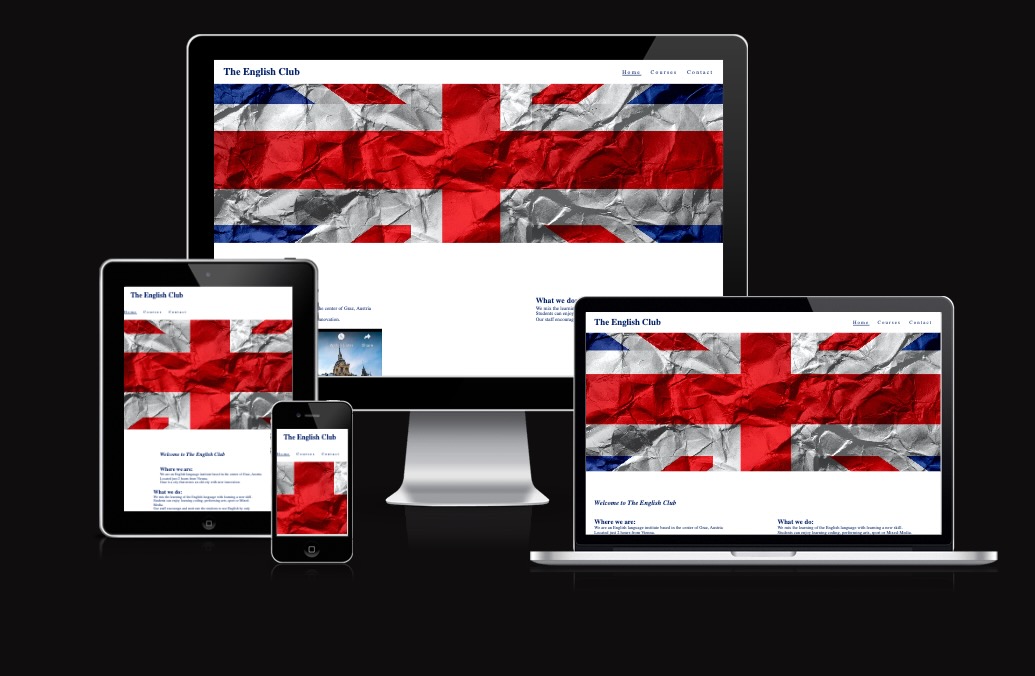 The English Club
Home Courses Contact
the center of Graz, Austria
innovation.
What we do
We mix the learnin
Students can enjoy
Our staff encourag
The English Club
Home Courses Contact
Welcome to The English Club
Where we are:
We are an English language institute based in the center of Graz, Austria
Located just 2 hours from Vienna.
What we do:
We mix the learning of the English language with learning a new skill.
The English Club
Home Courses Contact
The English Club
Home Courses Contact
Welcome to The English Club
Where we are:
We are an English language institute based in the center of Graz, Austria
Located just 2 hours from Vienna.
What we do:
We mix the learning of the English language with learning a new skill.
Students can enjoy learning coding, performing arts, sport or Mixed Media.